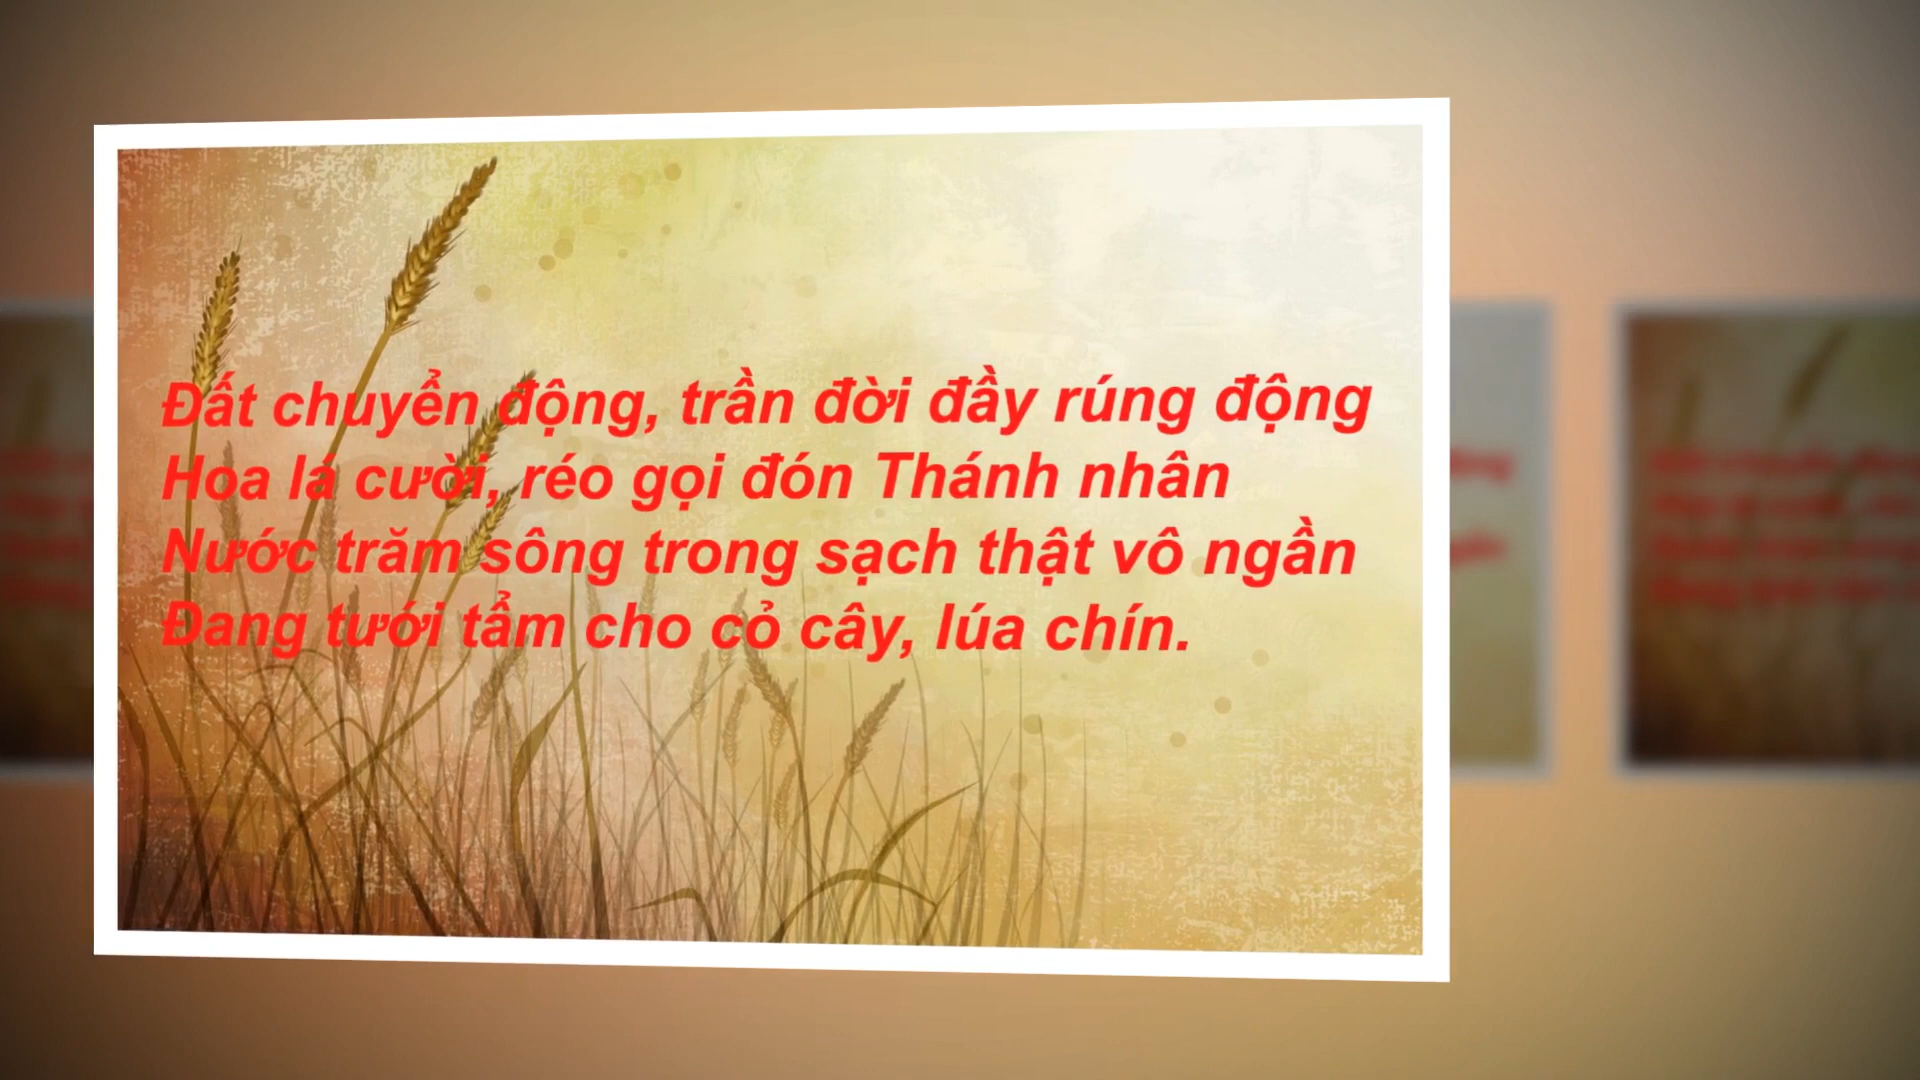 Đất chuyển động, trần đời đầy rúng động
Hoa lá cười, réo gọi đón Thánh nhân
Nước trăm sông trong sạch thật vô ngần
Đang tưới tẩm cho cỏ cây, lúa chín.